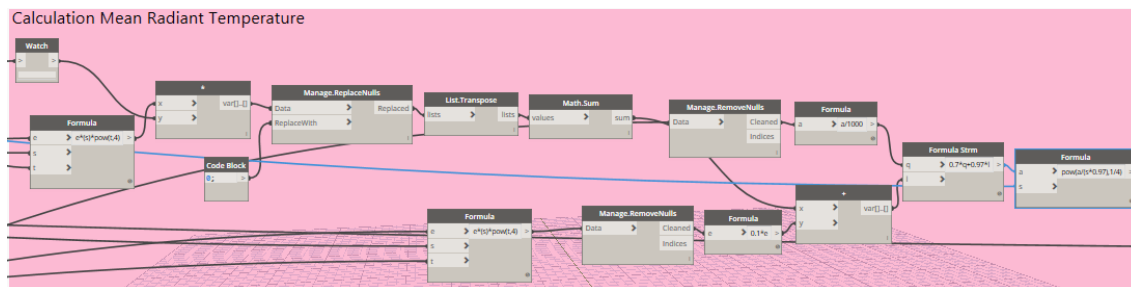 Calculation Mean Radiant Temperature
Watch
>
>
*
x >
y >
var[]..[]
Manage.ReplaceNulls
Data >
ReplaceWith >
Replaced
List.Transpose
lists >
lists
Math.Sum
values >
sum
Manage.RemoveNulls
Data >
Cleaned
Indices
Formula
a > a/1000 >
Formula
e > e*(s)*pow(t,4) >
s >
t >
Code Block
0; >
Formula Strm
q > 0.7*q+0.97*l >
l >
Formula
a > pow(a/(s*0.97),1/4) >
s >
Formula
e > e*(s)*pow(t,4) >
s >
t >
Manage.RemoveNulls
Data >
Cleaned
Indices
Formula
e > 0.1*e >
+
x >
y >
var[]..[]